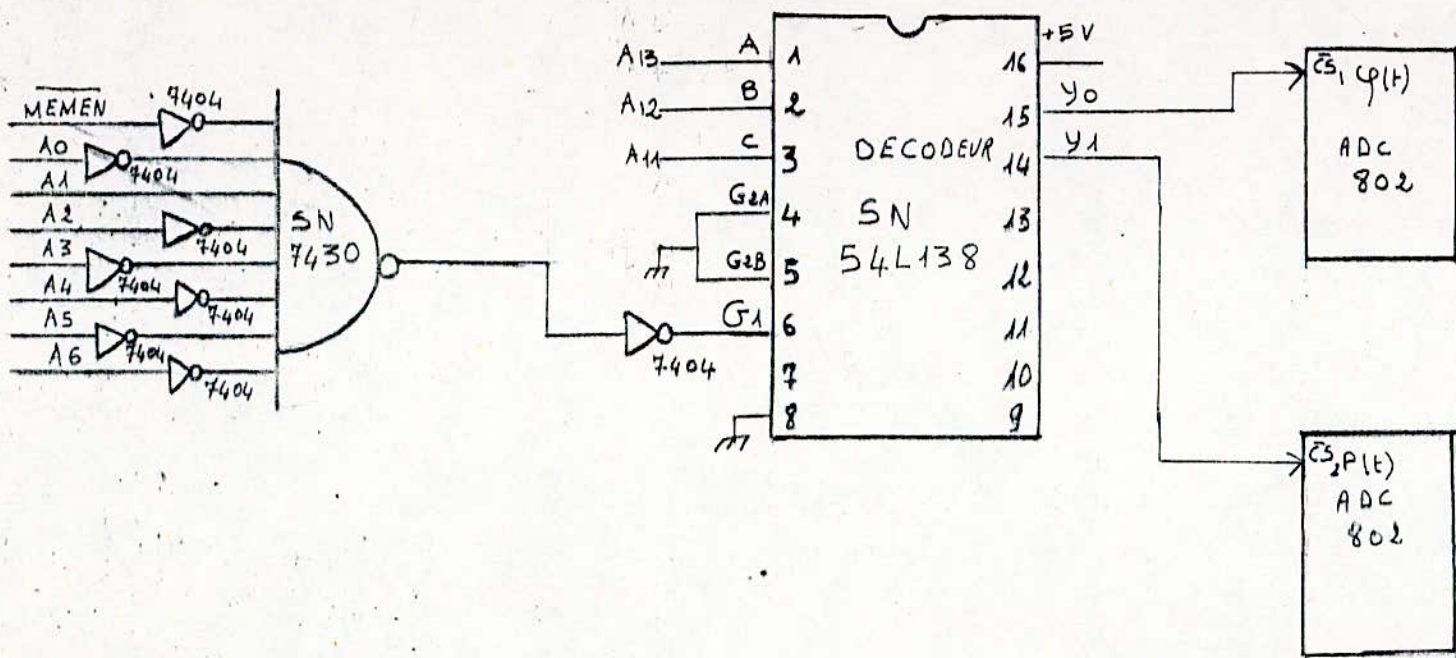 MEMEN
7404
A0
7404
A1
A2
7404
A3
7404
A4
7404
A5
7404
A6
7404
SN
7430
7404
A13 A 1
A12 B 2
A11 C 3
G2A 4
G2B 5
G1 6
7
8
DECODEUR
SN
54L138
+5V
16
15 Y0
14 Y1
13
12
11
10
9
CS1 φ(t)
ADC
802
CS2 P(t)
ADC
802